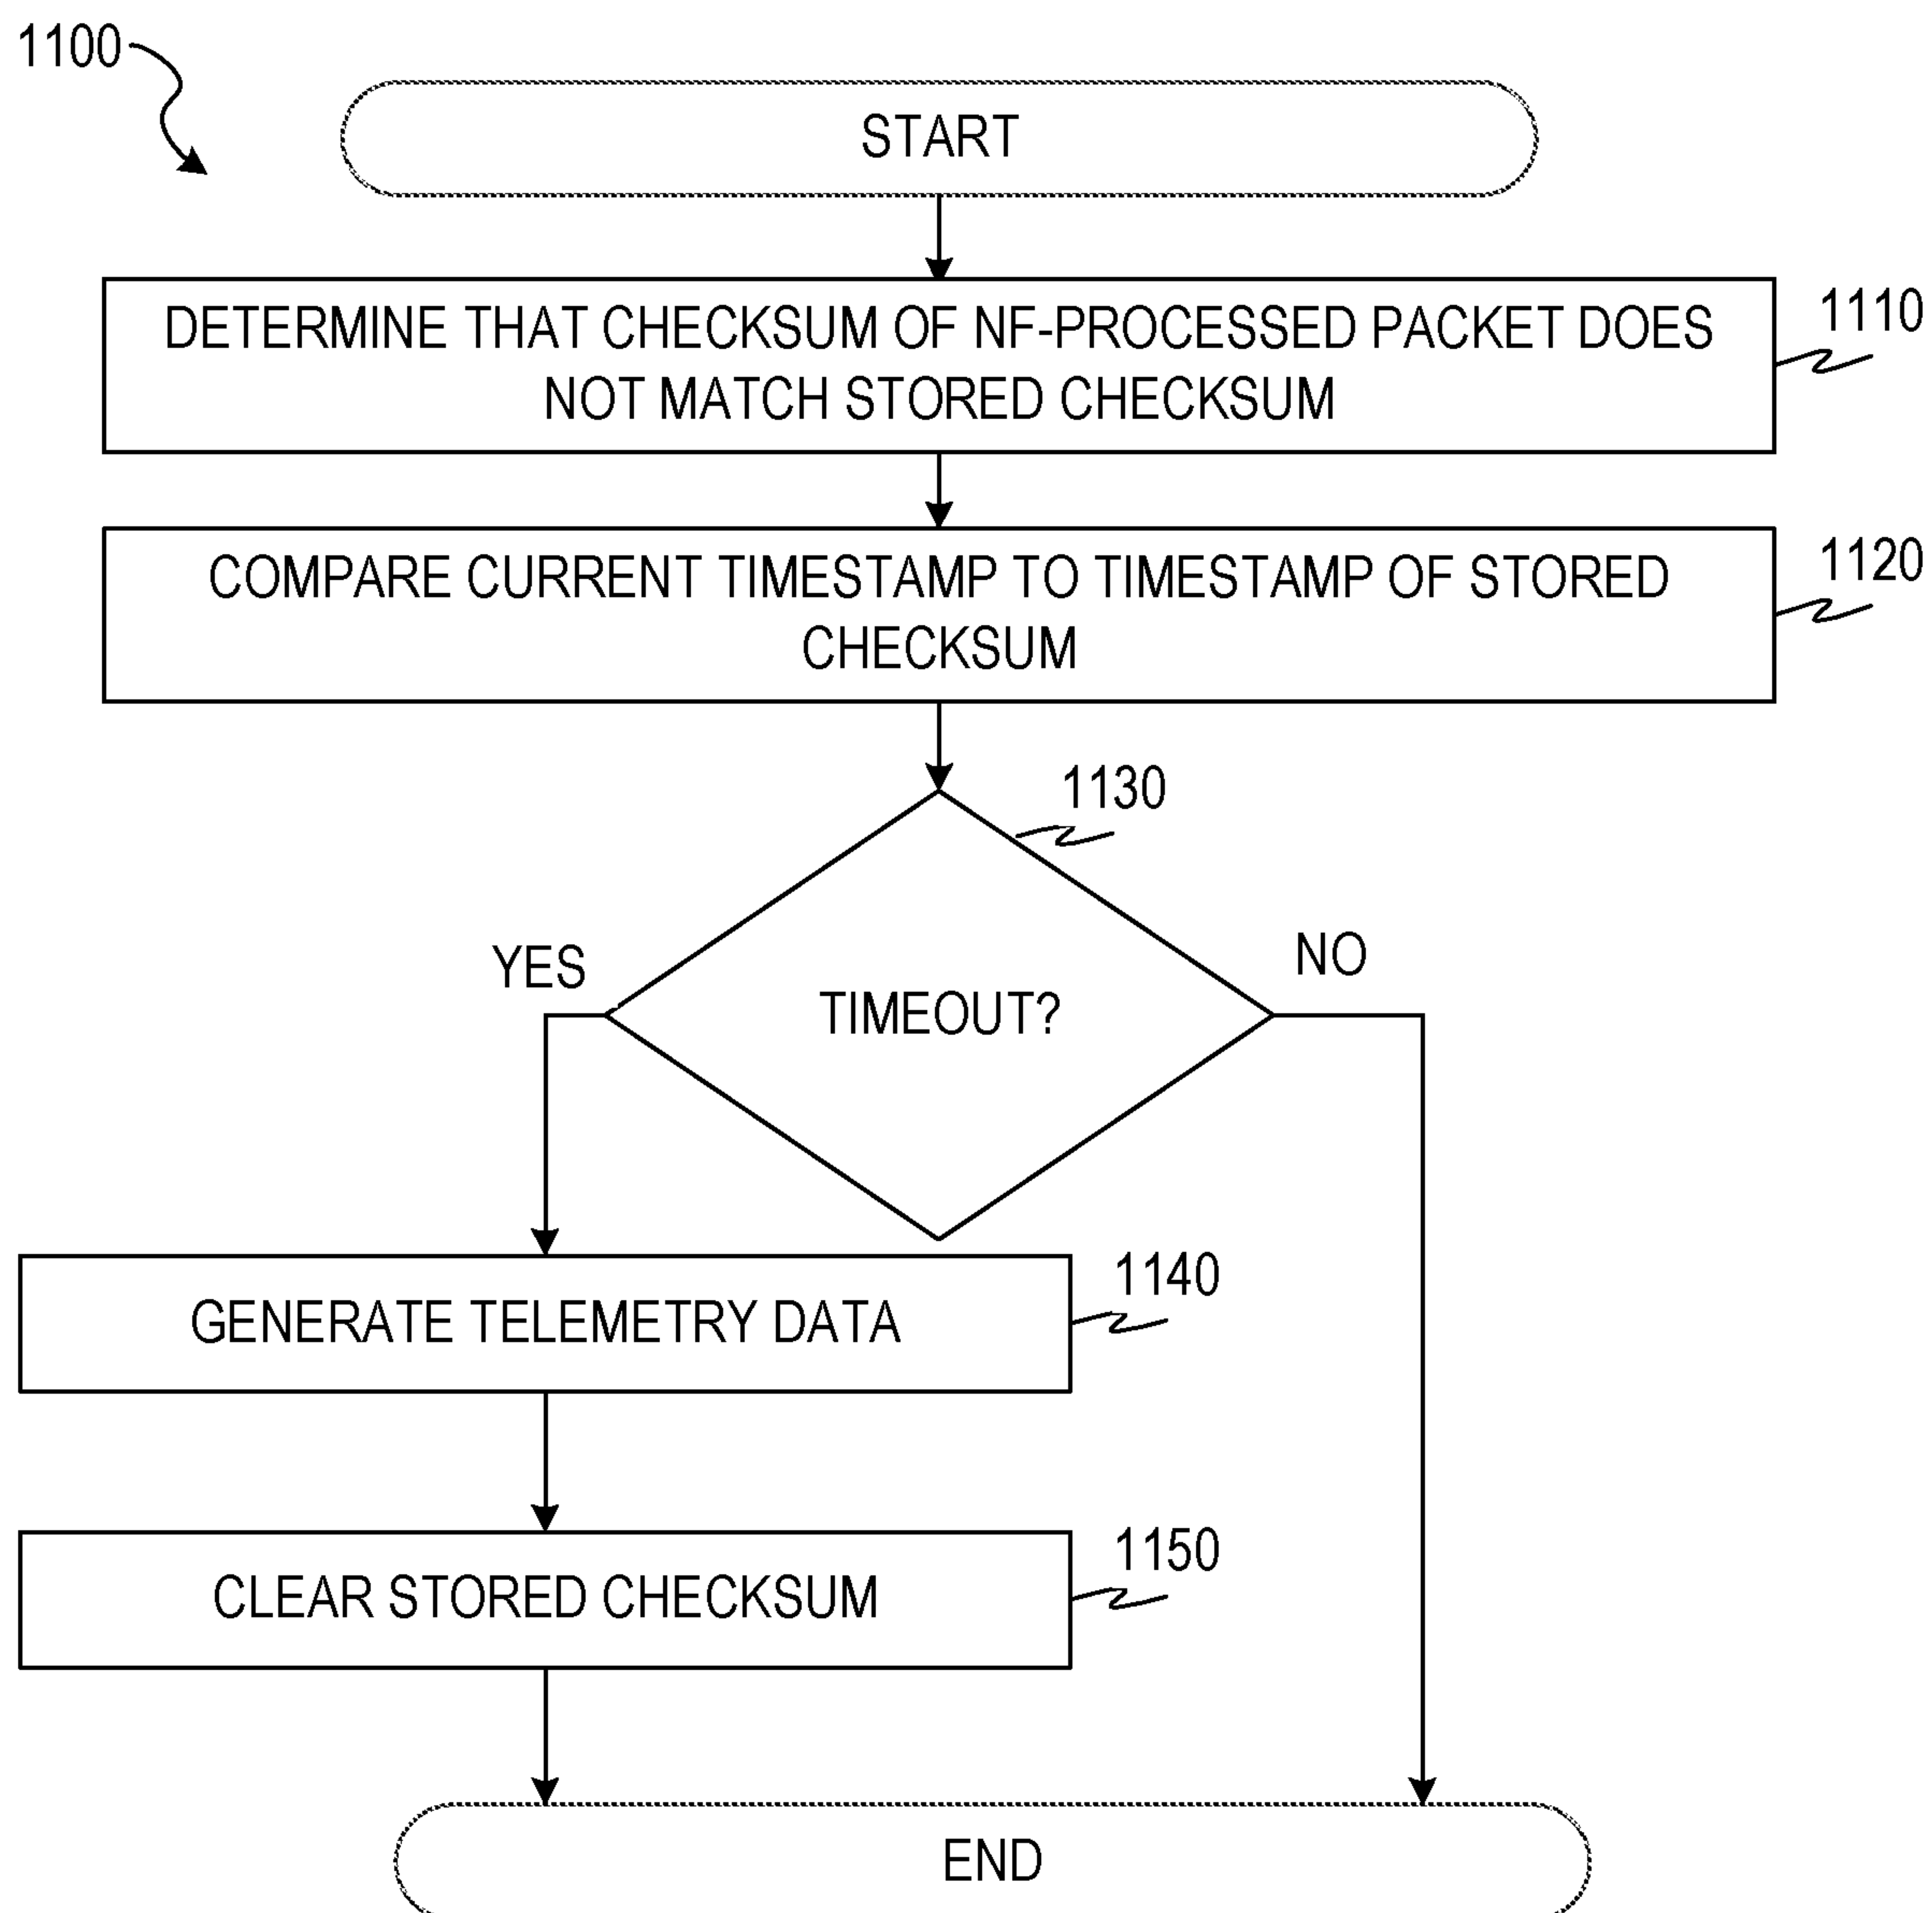 1100
START
DETERMINE THAT CHECKSUM OF NF-PROCESSED PACKET DOES
NOT MATCH STORED CHECKSUM
1110
COMPARE CURRENT TIMESTAMP TO TIMESTAMP OF STORED
CHECKSUM
1120
1130
YES
NO
TIMEOUT?
GENERATE TELEMETRY DATA
1140
CLEAR STORED CHECKSUM
1150
END